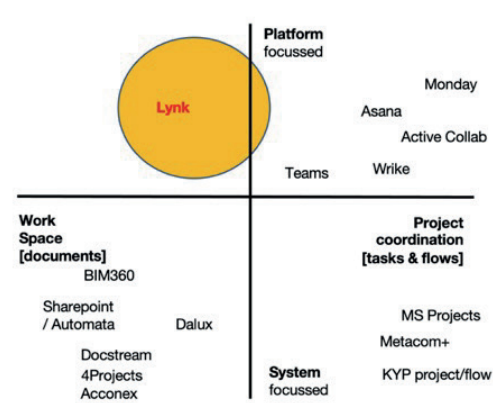 Platform
focussed
Monday
Lynk
Asana
Active Collab
Teams
Wrike
Work
Space
[documents]
Project
coordination
[tasks & flows]
BIM360
Sharepoint
/ Automata
Dalux
MS Projects
Metacom+
Docstream
4Projects
Acconex
System
focussed
KYP project/flow